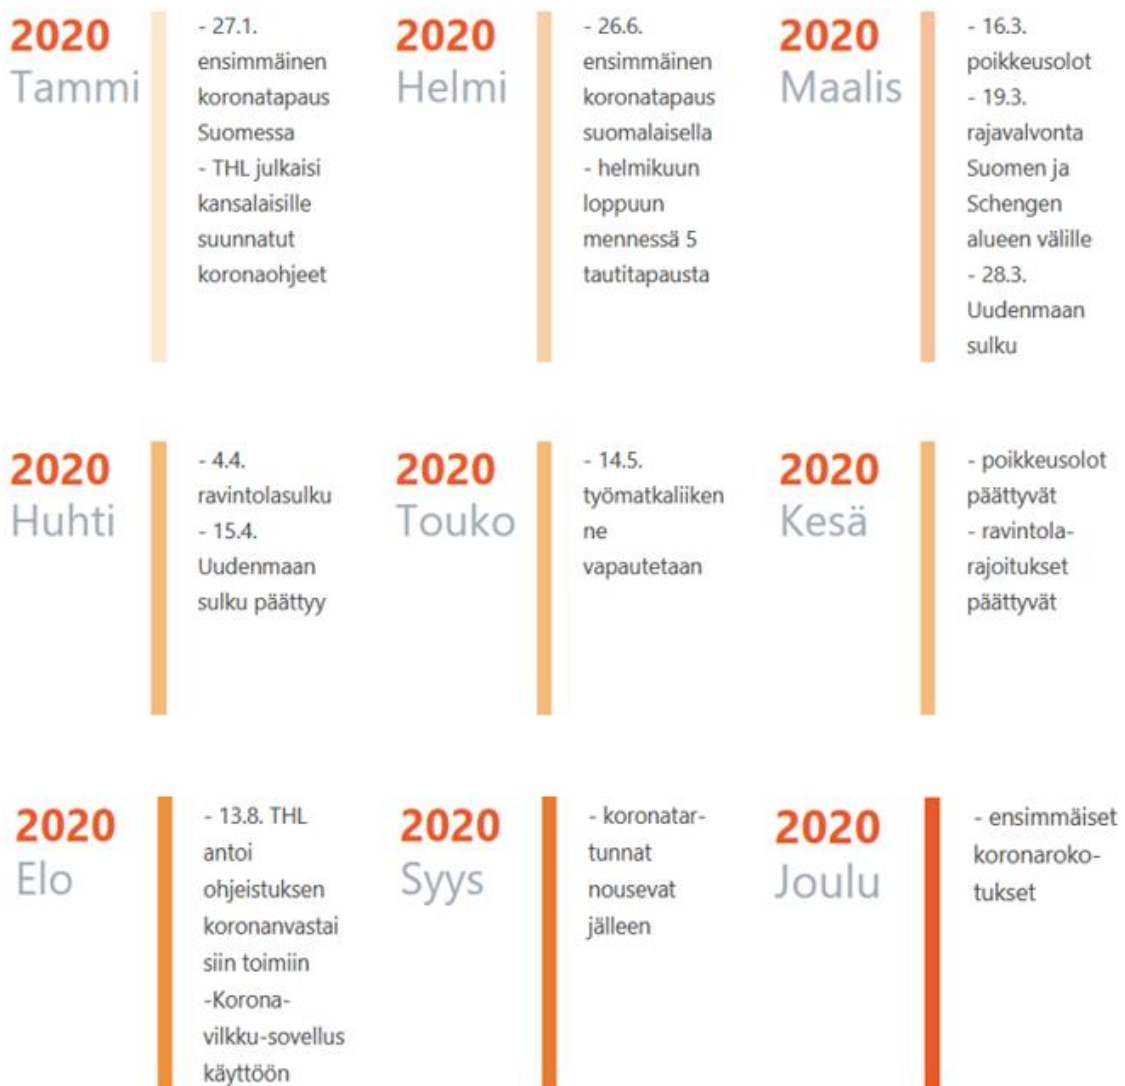 2020
Tammi
- 27.1.
ensimmäinen
koronatapaus
Suomessa
- THL julkaisi
kansalaisille
suunnatut
koronaohjeet
2020
Helmi
- 26.6.
ensimmäinen
koronatapaus
suomalaisella
- helmikuun
loppuun
mennessä 5
tautitapausta
2020
Maalis
- 16.3.
poikkeusolot
- 19.3.
rajavalvonta
Suomen ja
Schengen
alueen välille
- 28.3.
Uudenmaan
sulku
2020
Huhti
- 4.4.
ravintolasulku
- 15.4.
Uudenmaan
sulku päättyy
2020
Touko
- 14.5.
työmatkaliiken
ne
vapautetaan
2020
Kesä
- poikkeusolot
päättyvät
- ravintola-
rajoitukset
päättyvät
2020
Elo
- 13.8. THL
antoi
ohjeistuksen
koronanvastai
siin toimiin
-Korona-
vilkku-sovellus
käyttöön
2020
Syys
- koronatar-
tunnat
nousevat
jälleen
2020
Joulu
- ensimmäiset
koronaroko-
tukset